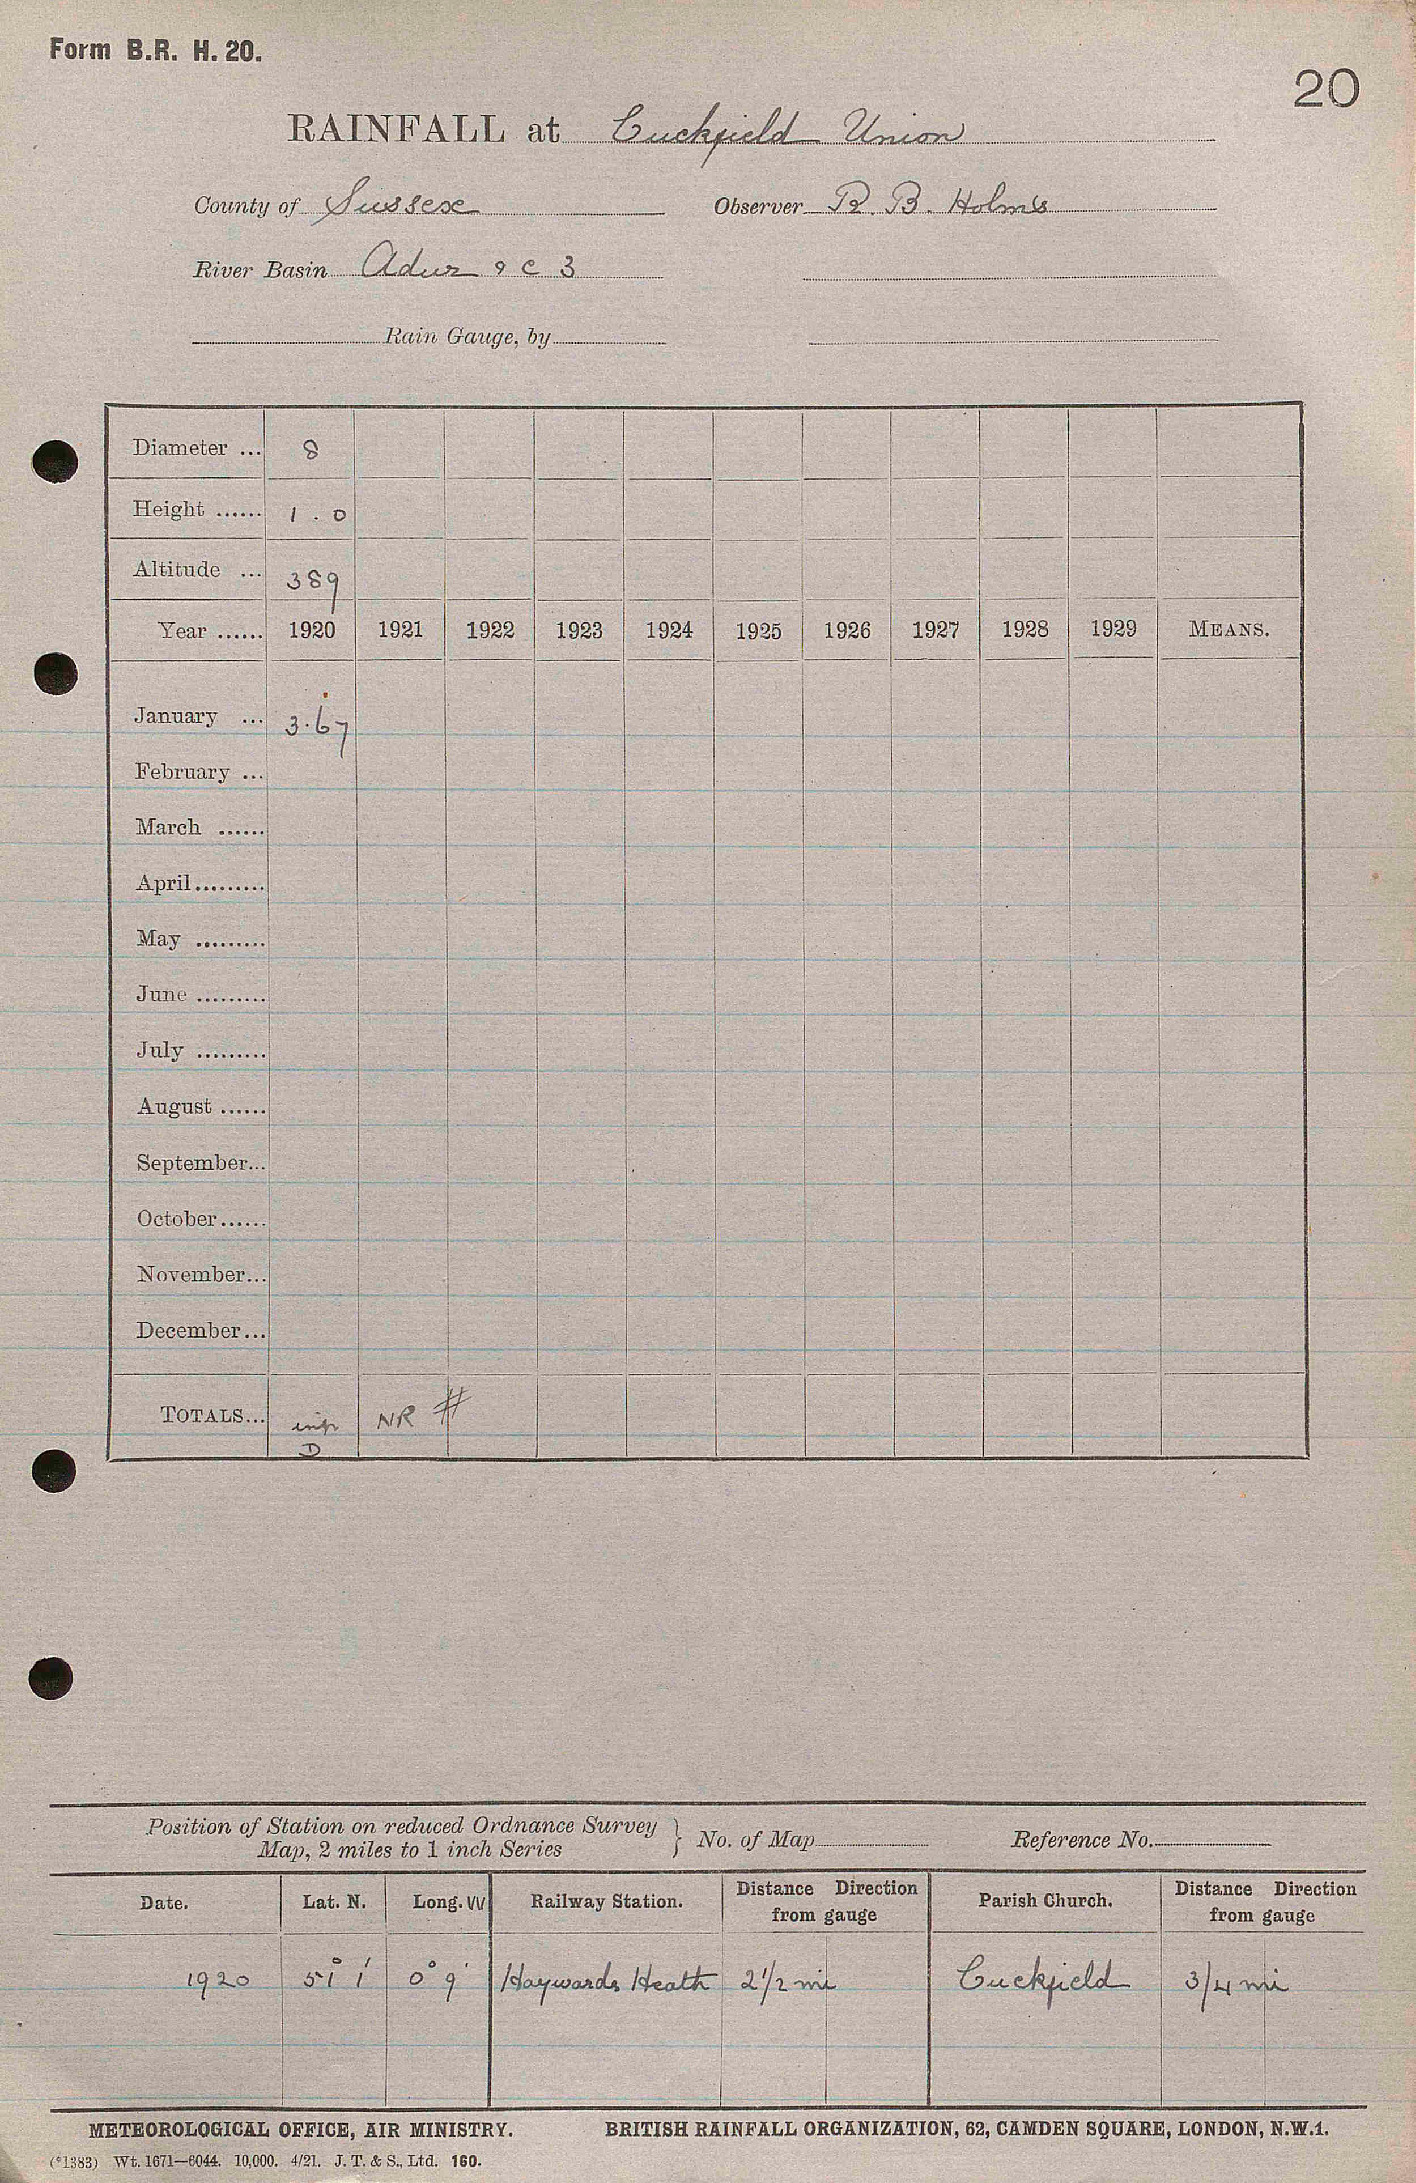 Form B.R. H. 20.
20
RAINFALL at Cuckfield Union
County of Sussex Observer R. B. Holms
River Basin Adur & C 3
Rain Gauge, by
Diameter ... 8
Height ...... 1.0
Altitude ... 389
Year ...... 1920 1921 1922 1923 1924 1925 1926 1927 1928 1929 MEANS.
January ... 3.67
February ...
March ......
April.........
May .........
June .........
July .........
August ......
September...
October......
November...
December...
TOTALS... imp NR #
D
Position of Station on reduced Ordnance Survey
Map, 2 miles to 1 inch Series } No. of Map Reference No.
Date. Lat. N. Long. W Railway Station. Distance Direction from gauge Parish Church. Distance Direction from gauge
1920 51° 1' 0° 9' Haywards Heath 2 1/2 mi Cuckfield 3/4 mi
METEOROLOGICAL OFFICE, AIR MINISTRY. BRITISH RAINFALL ORGANIZATION, 62, CAMDEN SQUARE, LONDON, N.W.1.
(*1383) Wt. 1671—6044. 10,000. 4/21. J. T. & S., Ltd. 160.